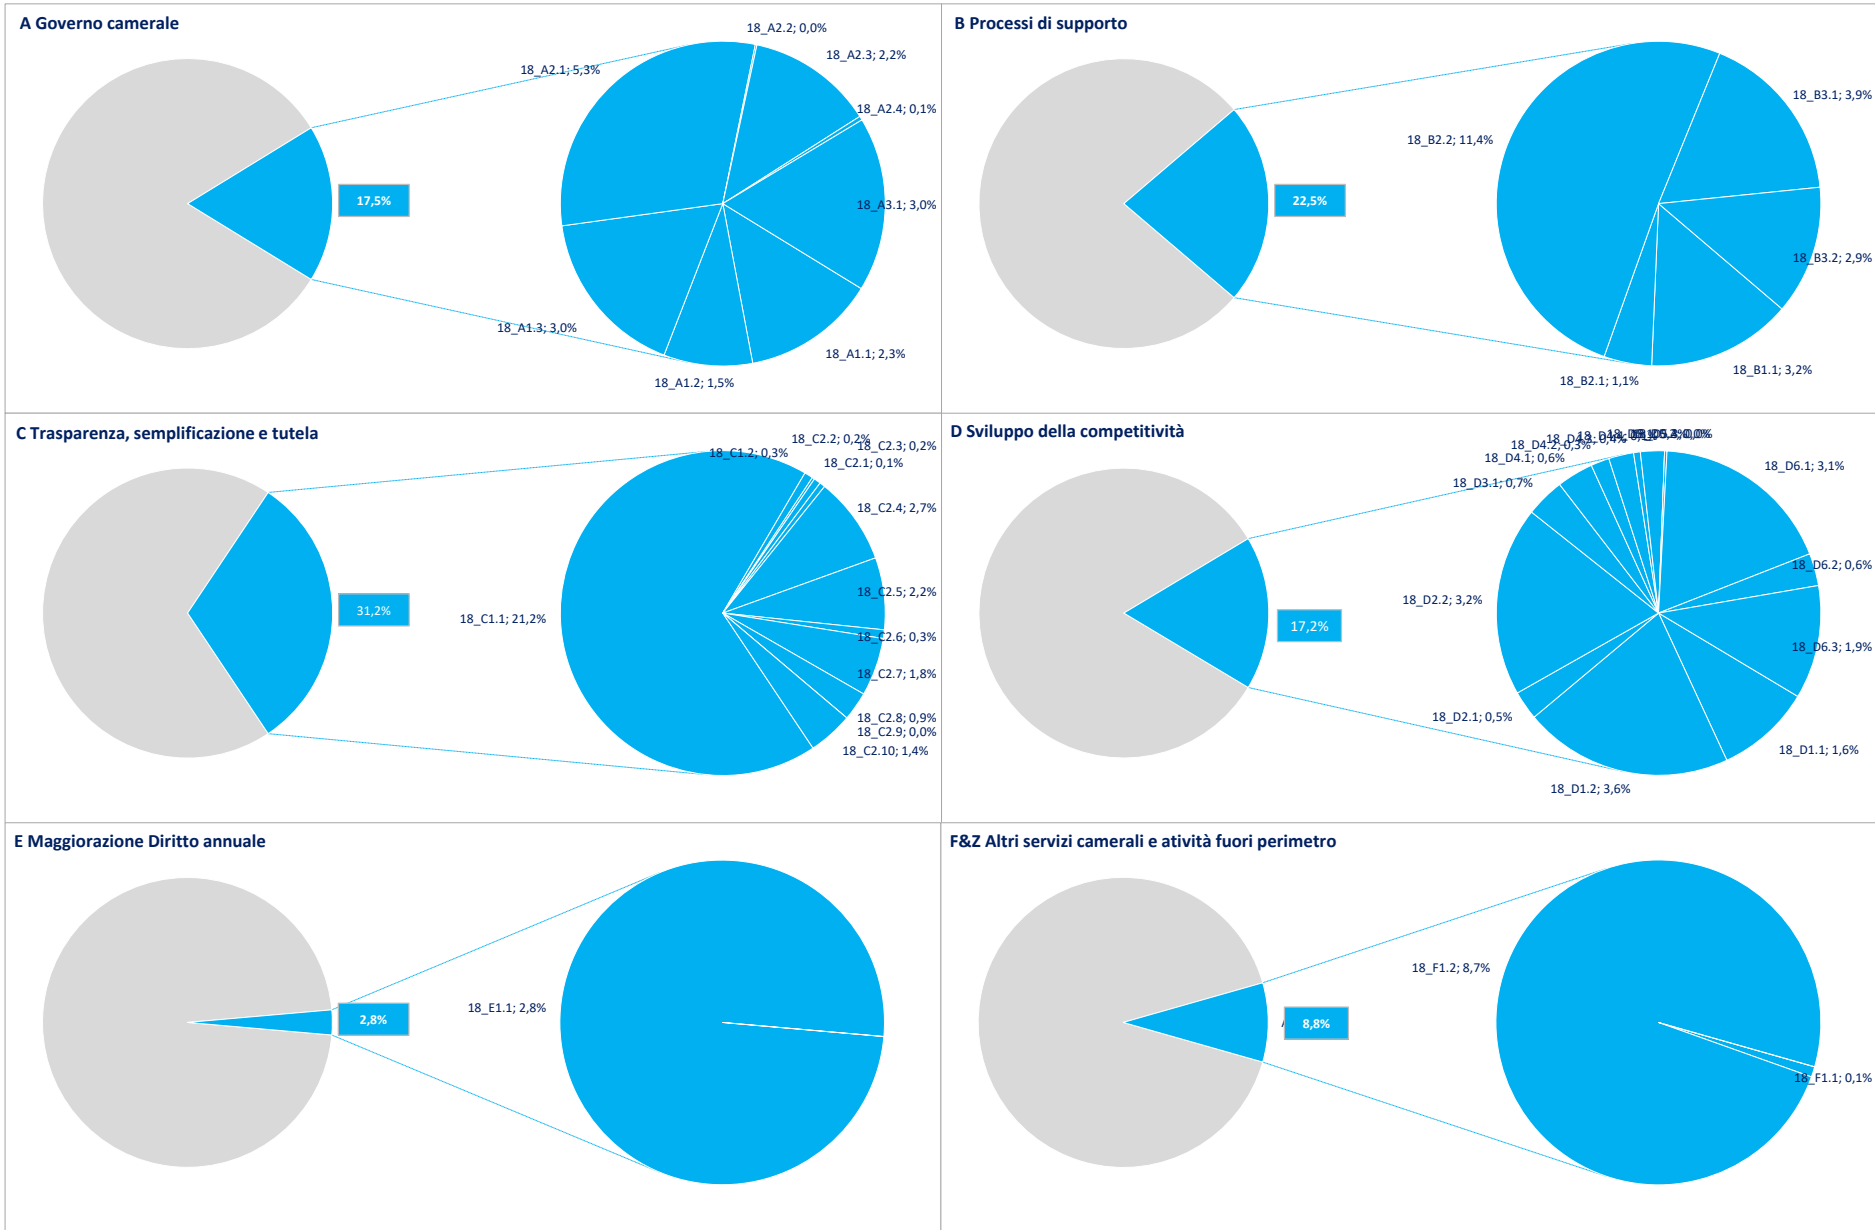 A Governo camerale
18_A2.2; 0,0%
18_A2.3; 2,2%
18_A2.1; 5,3%
18_A2.4; 0,1%
17,5%
18_A3.1; 3,0%
18_A1.3; 3,0%
18_A1.1; 2,3%
18_A1.2; 1,5%
B Processi di supporto
18_B3.1; 3,9%
18_B2.2; 11,4%
22,5%
18_B3.2; 2,9%
18_B1.1; 3,2%
18_B2.1; 1,1%
C Trasparenza, semplificazione e tutela
18_C2.2; 0,2%
18_C2.3; 0,2%
18_C1.2; 0,3%
18_C2.1; 0,1%
18_C2.4; 2,7%
18_C2.5; 2,2%
31,2%
18_C1.1; 21,2%
18_C2.6; 0,3%
18_C2.7; 1,8%
18_C2.8; 0,9%
18_C2.9; 0,0%
18_C2.10; 1,4%
D Sviluppo della competitività
18_D4.2; 0,3%
18_D4.1; 0,6%
18_D6.1; 3,1%
18_D3.1; 0,7%
18_D6.2; 0,6%
17,2%
18_D2.2; 3,2%
18_D6.3; 1,9%
18_D2.1; 0,5%
18_D1.1; 1,6%
18_D1.2; 3,6%
E Maggiorazione Diritto annuale
18_E1.1; 2,8%
2,8%
F&Z Altri servizi camerali e atività fuori perimetro
18_F1.2; 8,7%
8,8%
18_F1.1; 0,1%